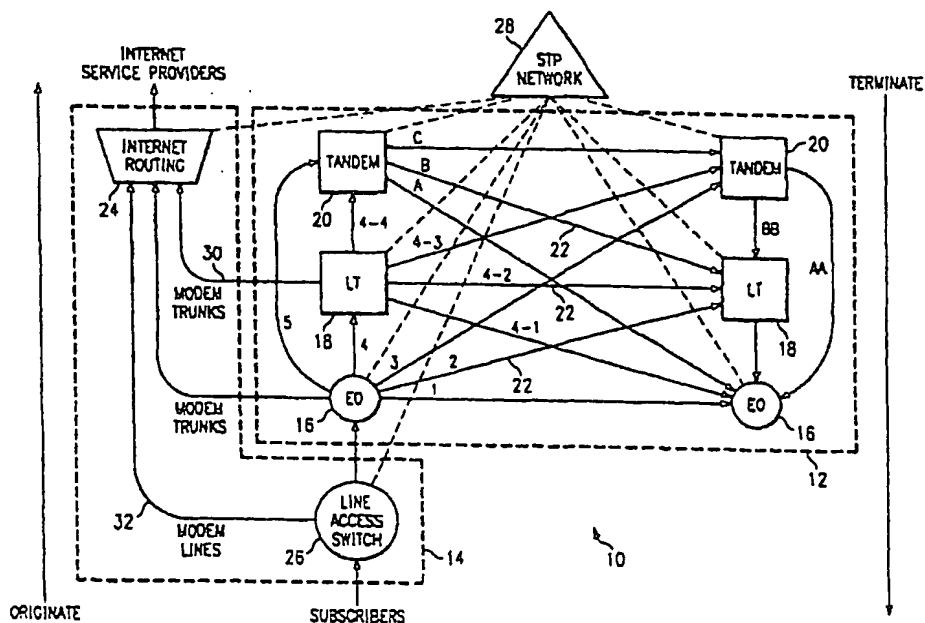 28
STP
NETWORK
INTERNET
SERVICE PROVIDERS
TERMINATE
INTERNET
ROUTING
24
TANDEM
20
C
B
A
TANDEM
20
4-4
4-3
22
BB
AA
30
MODEM
TRUNKS
LT
18
4-2
22
LT
18
5
4
3
2
1
4-1
22
EO
16
EO
16
MODEM
TRUNKS
12
LINE
ACCESS
SWITCH
26
32
MODEM
LINES
14
10
ORIGINATE
SUBSCRIBERS